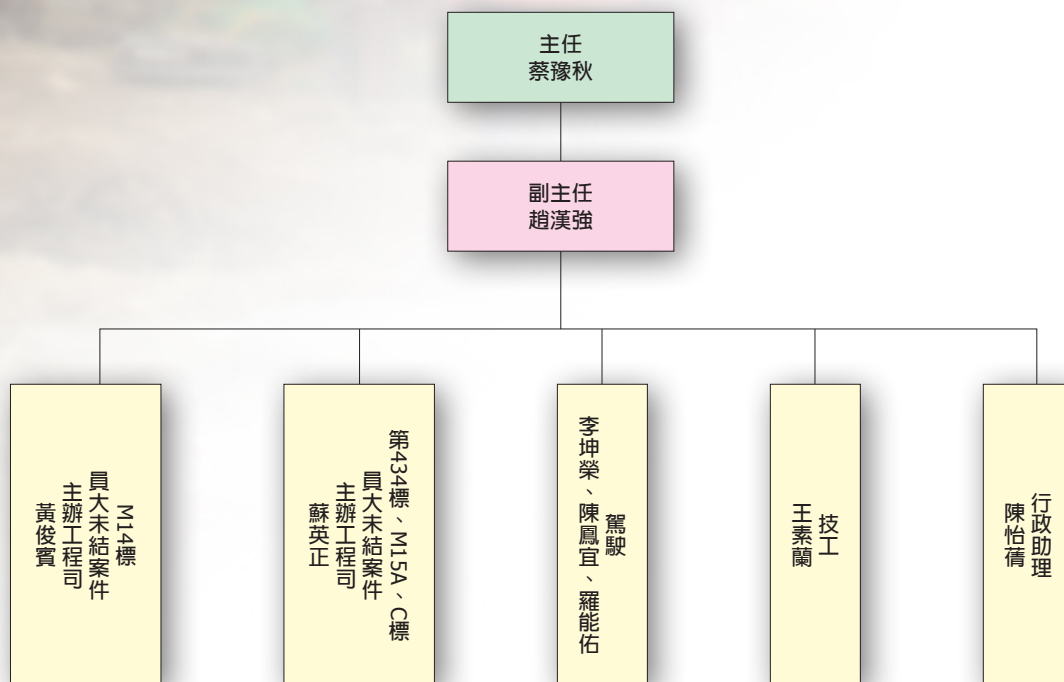 主任
蔡豫秋
副主任
趙漢強
M14標
員大未結案件
主辦工程司
黃俊賓
第434標、M15A、C標
員大未結案件
主辦工程司
蘇英正
駕駛
李坤榮、陳鳳宜、羅能佑
技工
王素蘭
行政助理
陳怡蒨